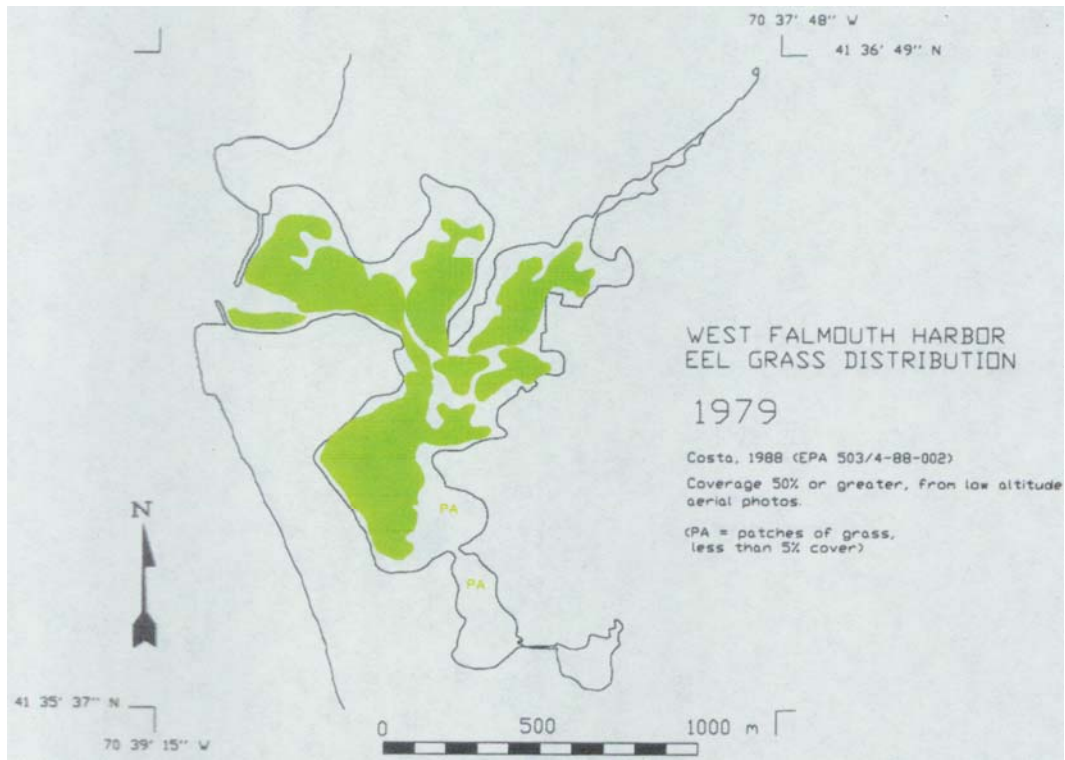 70 37' 48" W
41 36' 49" N
WEST FALMOUTH HARBOR
EEL GRASS DISTRIBUTION
1979
Costa, 1988 (EPA 503/4-88-002)
Coverage 50% or greater, from low altitude
aerial photos.
(PA = patches of grass,
less than 5% cover)
PA
PA
N
41 35' 37" N
70 39' 15" W
0 500 1000 m